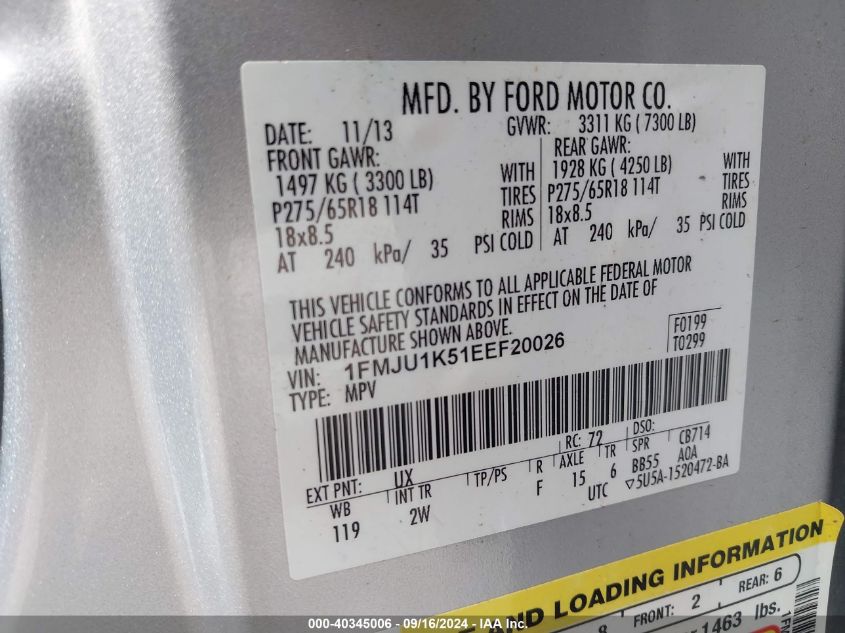 MFD. BY FORD MOTOR CO.
DATE: 11/13 GVWR: 3311 KG ( 7300 LB)
FRONT GAWR: REAR GAWR:
1497 KG ( 3300 LB) WITH 1928 KG ( 4250 LB) WITH
P275/65R18 114T TIRES P275/65R18 114T TIRES
18x8.5 RIMS 18x8.5 RIMS
AT 240 kPa/ 35 PSI COLD AT 240 kPa/ 35 PSI COLD
THIS VEHICLE CONFORMS TO ALL APPLICABLE FEDERAL MOTOR
VEHICLE SAFETY STANDARDS IN EFFECT ON THE DATE OF
MANUFACTURE SHOWN ABOVE.
F0199
T0299
VIN: 1FMJU1K51EEF20026
TYPE: MPV
RC: 72 DSO:
EXT PNT: UX CB714
WB INT TR TP/PS R AXLE TR SPR
119 2W F 15 6 BB55 A0A
UTC ▽5U5A-1520472-BA
AND LOADING INFORMATION
8 FRONT: 2 REAR: 6
1463 lbs.
000-40345006 - 09/16/2024 - IAA Inc.